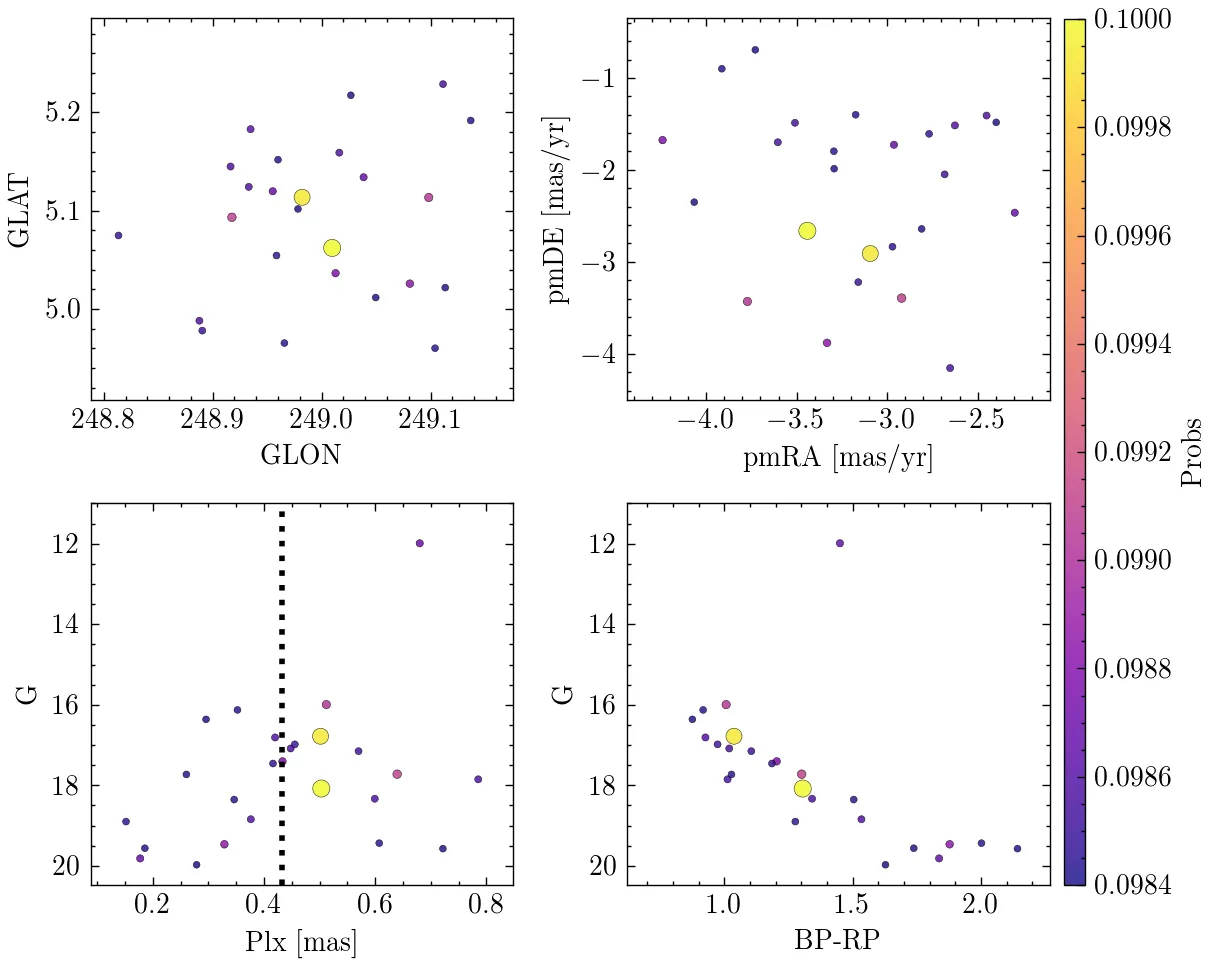 GLAT
5.2
5.1
5.0
248.8 248.9 249.0 249.1
GLON
pmDE [mas/yr]
−1
−2
−3
−4
−4.0 −3.5 −3.0 −2.5
pmRA [mas/yr]
G
12
14
16
18
20
0.2 0.4 0.6 0.8
Plx [mas]
G
12
14
16
18
20
1.0 1.5 2.0
BP-RP
0.1000
0.0998
0.0996
0.0994
0.0992
0.0990
0.0988
0.0986
0.0984
Probs